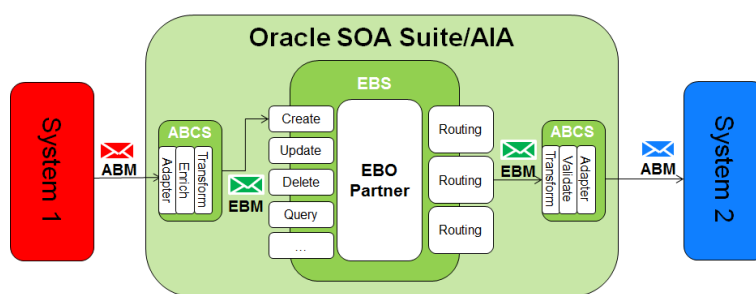 Oracle SOA Suite/AIA
System 1
ABM
ABCS
Adapter
Enrich
Transform
EBM
EBS
Create
Update
Delete
Query
...
EBO
Partner
Routing
Routing
Routing
EBM
ABCS
Transform
Validate
Adapter
ABM
System 2